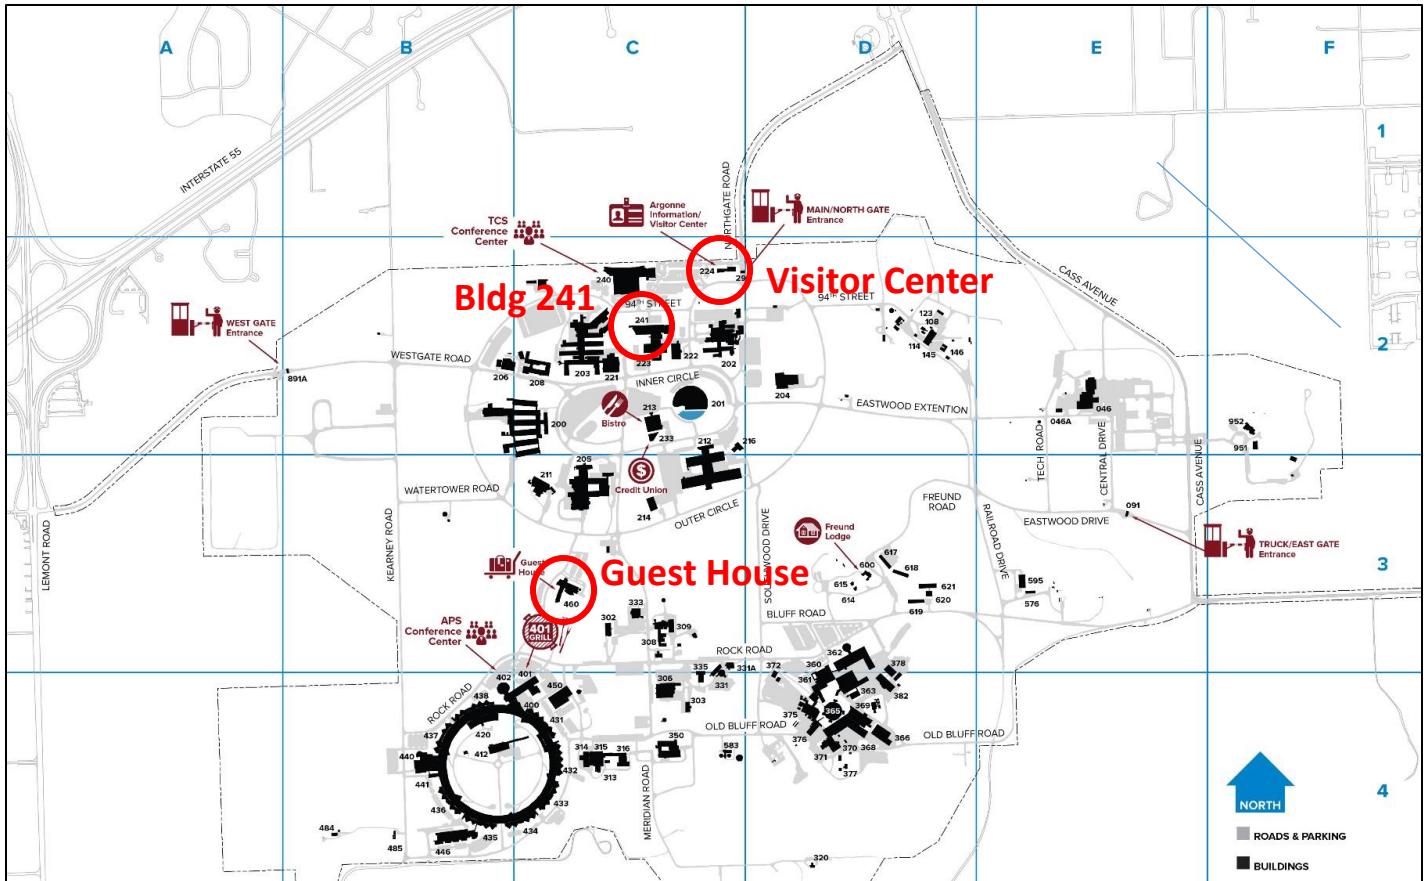 A
B
C
D
E
F
1
INTERSTATE 55
NORTHGATE ROAD
TCS
Conference
Center
Argonne
Information/
Visitor Center
MAIN/NORTH GATE
Entrance
CASS AVENUE
240
224
Visitor Center
Bldg 241
94TH STREET
94TH STREET
241
123
108
114
145
146
WEST GATE
Entrance
2
WESTGATE ROAD
891A
206
208
203
221
223
222
202
INNER CIRCLE
204
EASTWOOD EXTENTION
046
046A
Bistro
213
201
200
233
212
216
TECH ROAD
CENTRAL DRIVE
CASS AVENUE
952
951
205
211
$
Credit Union
WATERTOWER ROAD
214
OUTER CIRCLE
FREUND
ROAD
091
EASTWOOD DRIVE
RAILROAD DRIVE
LEMONT ROAD
KEARNEY ROAD
SOUTHWOOD DRIVE
Freund
Lodge
TRUCK/EAST GATE
Entrance
3
Guest
House
Guest House
460
617
618
600
615
614
621
620
619
595
576
BLUFF ROAD
APS
Conference
Center
401
GRILL
333
302
308
309
ROCK ROAD
402
401
335
331A
331
372
360
362
361
378
382
363
306
303
450
400
431
438
ROCK ROAD
437
420
412
440
441
375
365
369
376
370
368
366
371
377
OLD BLUFF ROAD
OLD BLUFF ROAD
314
315
316
313
350
583
432
433
434
435
436
446
MERIDIAN ROAD
484
485
320
4
NORTH
ROADS & PARKING
BUILDINGS